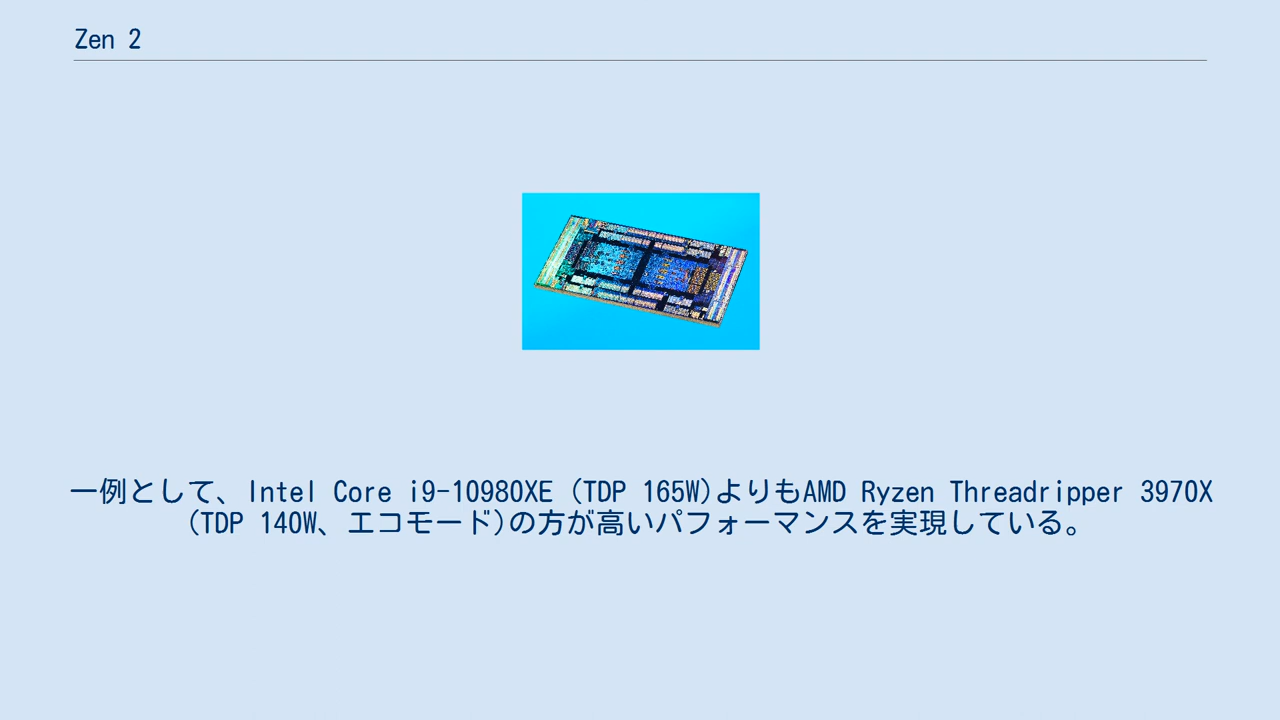 Zen 2
一例として、Intel Core i9-10980XE (TDP 165W)よりもAMD Ryzen Threadripper 3970X
(TDP 140W、エコモード)の方が高いパフォーマンスを実現している。